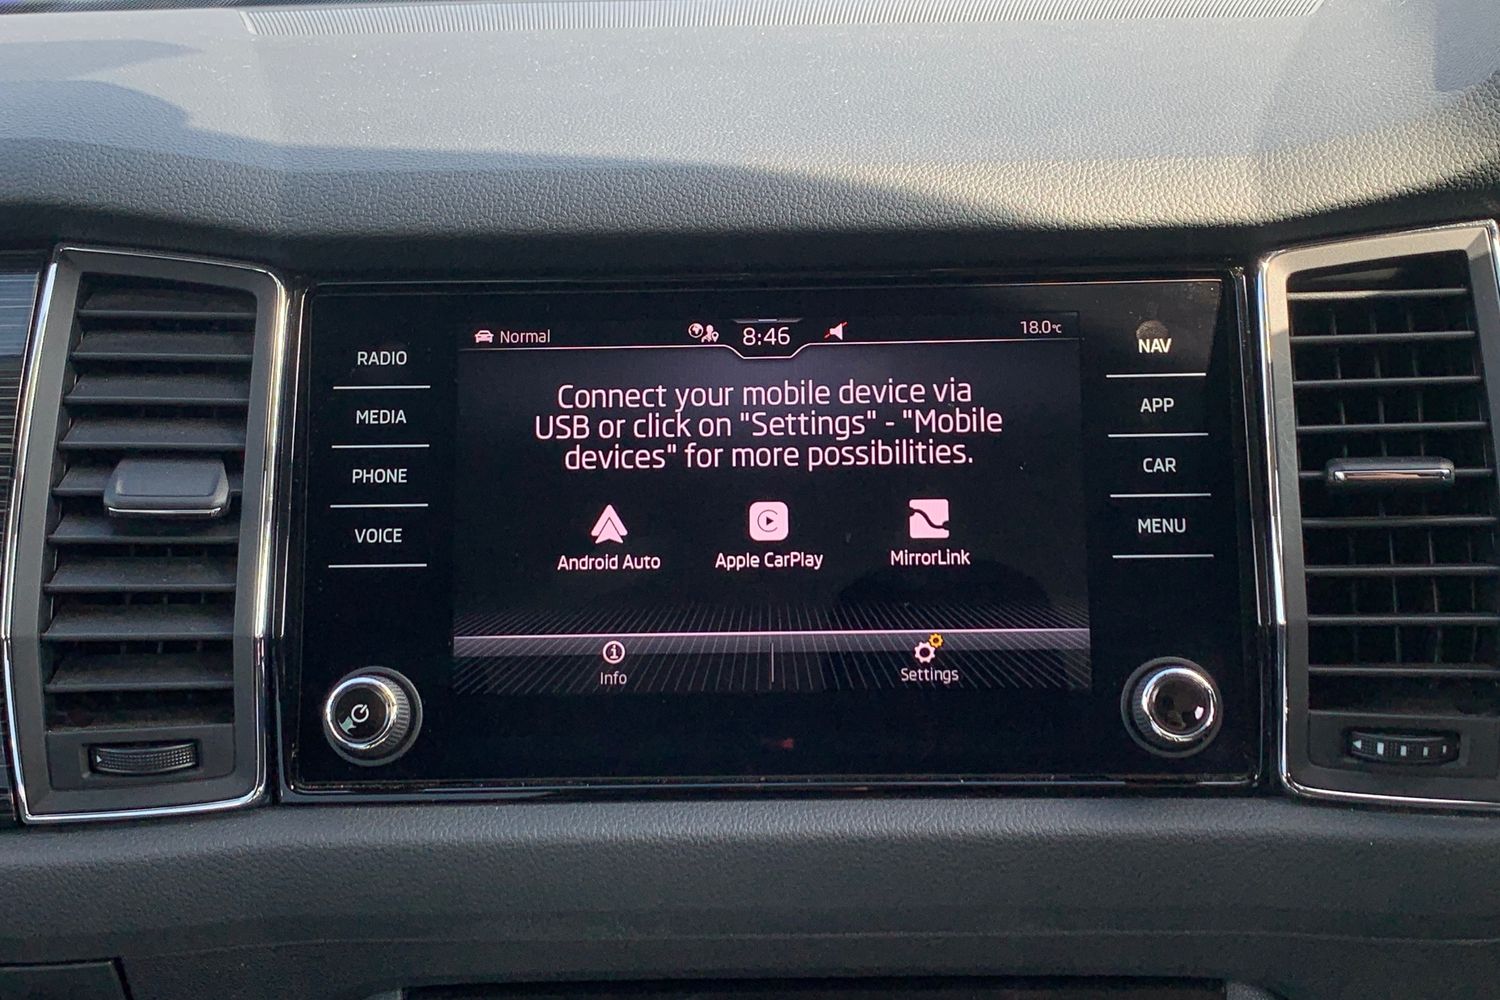 RADIO
MEDIA
PHONE
VOICE
Normal
8:46
18.0°C
Connect your mobile device via
USB or click on "Settings" - "Mobile
devices" for more possibilities.
Android Auto
Apple CarPlay
MirrorLink
Info
Settings
NAV
APP
CAR
MENU